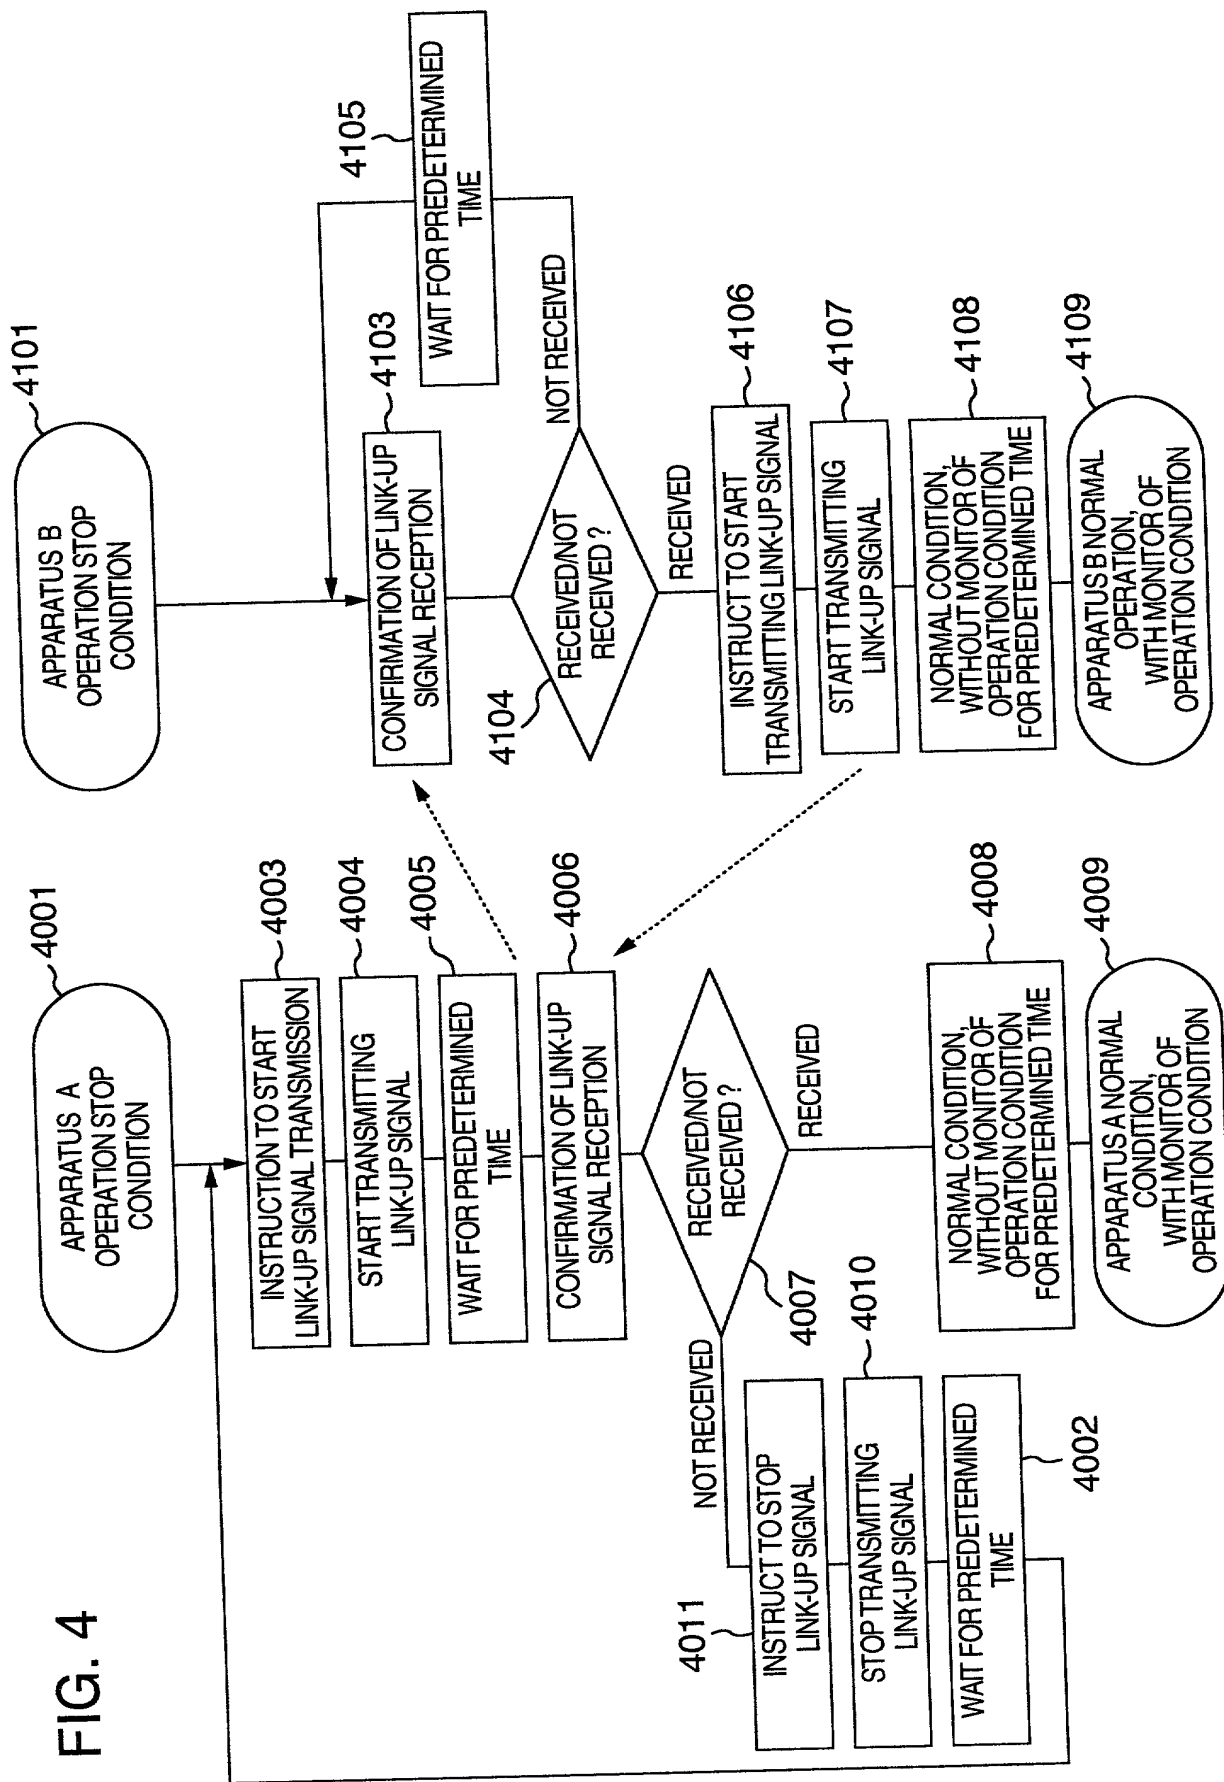 FIG. 4
APPARATUS A
OPERATION STOP
CONDITION
4001
INSTRUCTION TO START
LINK-UP SIGNAL TRANSMISSION
4003
START TRANSMITTING
LINK-UP SIGNAL
4004
WAIT FOR PREDETERMINED
TIME
4005
CONFIRMATION OF LINK-UP
SIGNAL RECEPTION
4006
RECEIVED/NOT
RECEIVED ?
4007
NOT RECEIVED
RECEIVED
INSTRUCT TO STOP
LINK-UP SIGNAL
4011
STOP TRANSMITTING
LINK-UP SIGNAL
4010
WAIT FOR PREDETERMINED
TIME
4002
NORMAL CONDITION,
WITHOUT MONITOR OF
OPERATION CONDITION
FOR PREDETERMINED TIME
4008
APPARATUS A NORMAL
CONDITION,
WITH MONITOR OF
OPERATION CONDITION
4009
APPARATUS B
OPERATION STOP
CONDITION
4101
CONFIRMATION OF LINK-UP
SIGNAL RECEPTION
4103
WAIT FOR PREDETERMINED
TIME
4105
RECEIVED/NOT
RECEIVED ?
4104
NOT RECEIVED
RECEIVED
INSTRUCT TO START
TRANSMITTING LINK-UP SIGNAL
4106
START TRANSMITTING
LINK-UP SIGNAL
4107
NORMAL CONDITION,
WITHOUT MONITOR OF
OPERATION CONDITION
FOR PREDETERMINED TIME
4108
APPARATUS B NORMAL
OPERATION,
WITH MONITOR OF
OPERATION CONDITION
4109